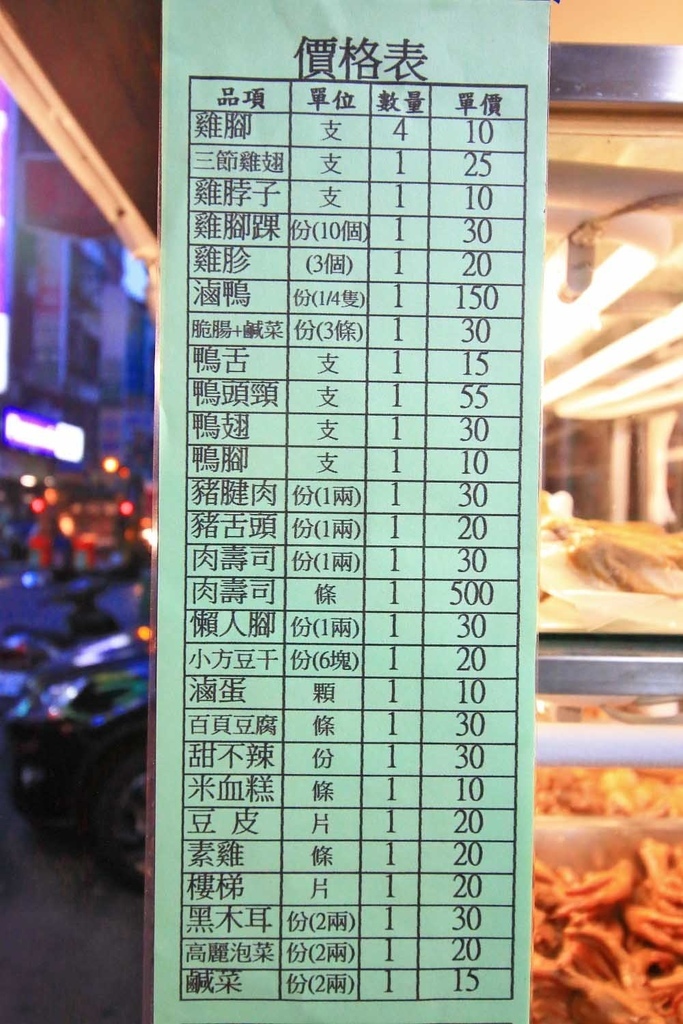 價格表
品項 單位 數量 單價
雞腳 支 4 10
三節雞翅 支 1 25
雞脖子 支 1 10
雞腳踝 份(10個) 1 30
雞胗 (3個) 1 20
滷鴨 份(1/4隻) 1 150
脆腸+鹹菜 份(3條) 1 30
鴨舌 支 1 15
鴨頭頸 支 1 55
鴨翅 支 1 30
鴨腳 支 1 10
豬腱肉 份(1兩) 1 30
豬舌頭 份(1兩) 1 20
肉壽司 份(1兩) 1 30
肉壽司 條 1 500
懶人腳 份(1兩) 1 30
小方豆干 份(6塊) 1 20
滷蛋 顆 1 10
百頁豆腐 條 1 30
甜不辣 份 1 30
米血糕 條 1 10
豆皮 片 1 20
素雞 條 1 20
樓梯 片 1 20
黑木耳 份(2兩) 1 30
高麗泡菜 份(2兩) 1 20
鹹菜 份(2兩) 1 15